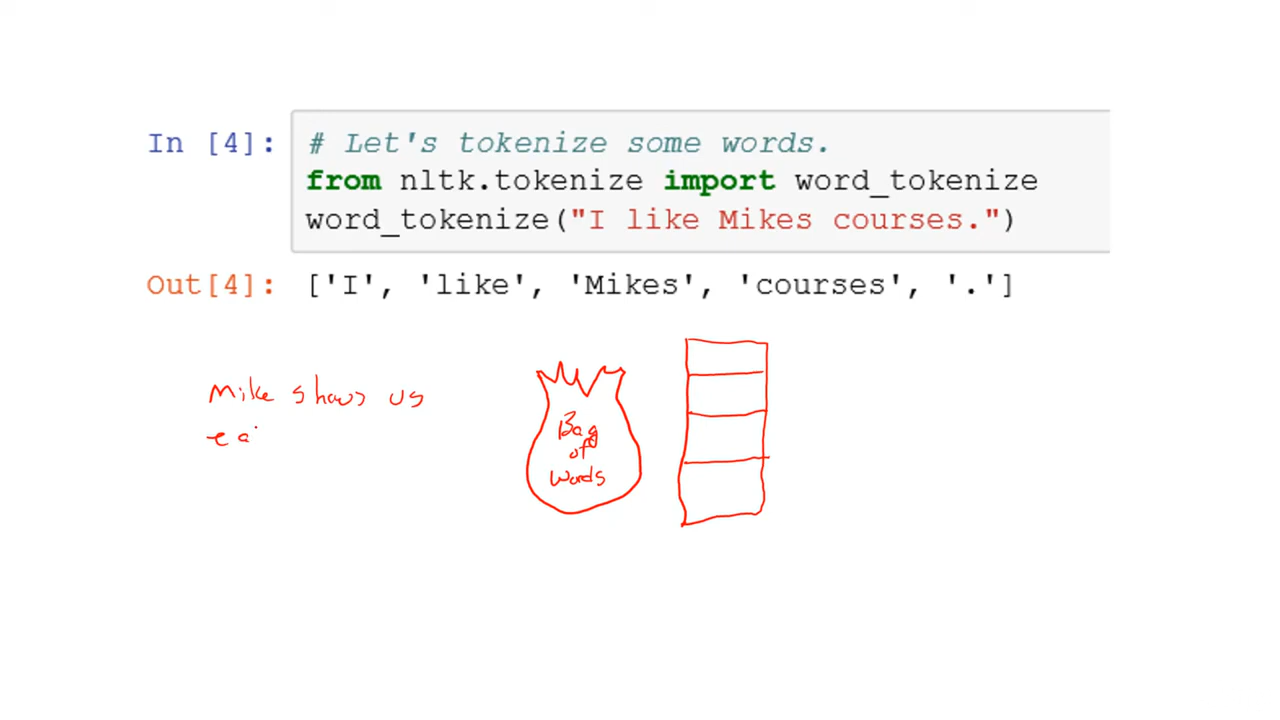 In [4]: # Let's tokenize some words.
from nltk.tokenize import word_tokenize
word_tokenize("I like Mikes courses.")
Out[4]: ['I', 'like', 'Mikes', 'courses', '.']
Mike shows us
Bag
of
Words